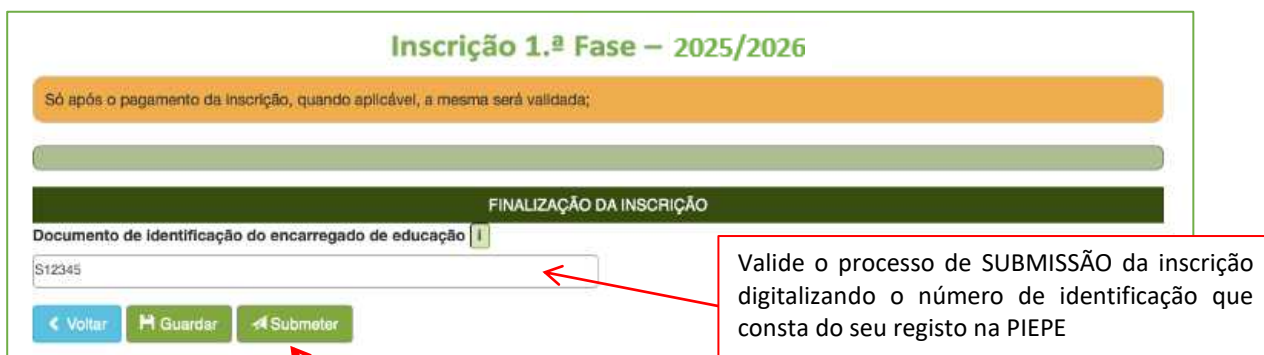 Inscrição 1.ª Fase – 2025/2026
Só após o pagamento da inscrição, quando aplicável, a mesma será validada;
FINALIZAÇÃO DA INSCRIÇÃO
Documento de identificação do encarregado de educação i
S12345
Valide o processo de SUBMISSÃO da inscrição
digitalizando o número de identificação que
consta do seu registo na PIEPE
Voltar Guardar Submeter